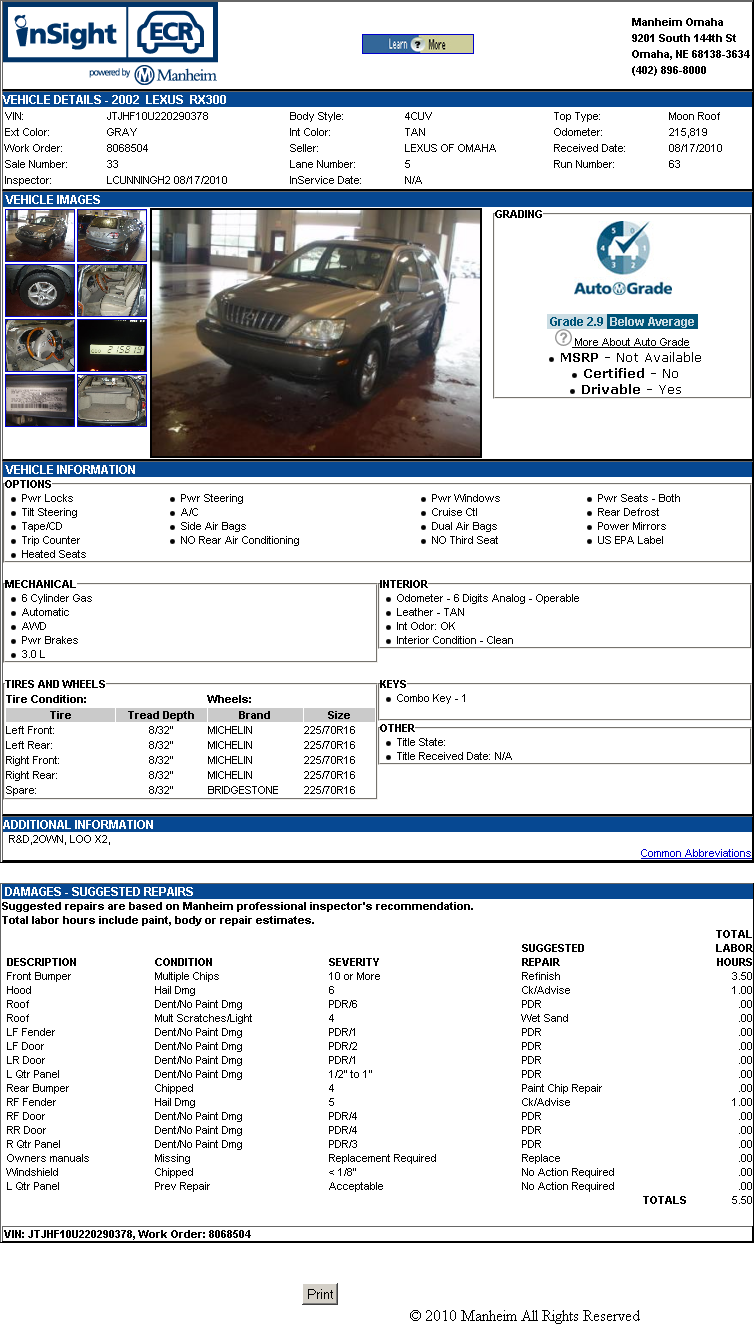 inSight ECR
powered by Manheim
Learn ? More
Manheim Omaha
9201 South 144th St
Omaha, NE 68138-3634
(402) 896-8000
VEHICLE DETAILS - 2002 LEXUS RX300
VIN: JTJHF10U220290378 Body Style: 4CUV Top Type: Moon Roof
Ext Color: GRAY Int Color: TAN Odometer: 215,819
Work Order: 8068504 Seller: LEXUS OF OMAHA Received Date: 08/17/2010
Sale Number: 33 Lane Number: 5 Run Number: 63
Inspector: LCUNNINGH2 08/17/2010 InService Date: N/A
VEHICLE IMAGES
215819
GRADING
5
4
3 2
Auto Grade
Grade 2.9 Below Average
? More About Auto Grade
• MSRP - Not Available
• Certified - No
• Drivable - Yes
VEHICLE INFORMATION
OPTIONS
• Pwr Locks • Pwr Steering • Pwr Windows • Pwr Seats - Both
• Tilt Steering • A/C • Cruise Ctl • Rear Defrost
• Tape/CD • Side Air Bags • Dual Air Bags • Power Mirrors
• Trip Counter • NO Rear Air Conditioning • NO Third Seat • US EPA Label
• Heated Seats
MECHANICAL
• 6 Cylinder Gas
• Automatic
• AWD
• Pwr Brakes
• 3.0 L
INTERIOR
• Odometer - 6 Digits Analog - Operable
• Leather - TAN
• Int Odor: OK
• Interior Condition - Clean
TIRES AND WHEELS
Tire Condition: Wheels:
Tire Tread Depth Brand Size
Left Front: 8/32" MICHELIN 225/70R16
Left Rear: 8/32" MICHELIN 225/70R16
Right Front: 8/32" MICHELIN 225/70R16
Right Rear: 8/32" MICHELIN 225/70R16
Spare: 8/32" BRIDGESTONE 225/70R16
KEYS
• Combo Key - 1
OTHER
• Title State:
• Title Received Date: N/A
ADDITIONAL INFORMATION
R&D,2OWN, LOO X2,
Common Abbreviations
DAMAGES - SUGGESTED REPAIRS
Suggested repairs are based on Manheim professional inspector's recommendation.
Total labor hours include paint, body or repair estimates.
DESCRIPTION CONDITION SEVERITY SUGGESTED REPAIR TOTAL LABOR HOURS
Front Bumper Multiple Chips 10 or More Refinish 3.50
Hood Hail Dmg 6 Ck/Advise 1.00
Roof Dent/No Paint Dmg PDR/6 PDR .00
Roof Mult Scratches/Light 4 Wet Sand .00
LF Fender Dent/No Paint Dmg PDR/1 PDR .00
LF Door Dent/No Paint Dmg PDR/2 PDR .00
LR Door Dent/No Paint Dmg PDR/1 PDR .00
L Qtr Panel Dent/No Paint Dmg 1/2" to 1" PDR .00
Rear Bumper Chipped 4 Paint Chip Repair .00
RF Fender Hail Dmg 5 Ck/Advise 1.00
RF Door Dent/No Paint Dmg PDR/4 PDR .00
RR Door Dent/No Paint Dmg PDR/4 PDR .00
R Qtr Panel Dent/No Paint Dmg PDR/3 PDR .00
Owners manuals Missing Replacement Required Replace .00
Windshield Chipped < 1/8" No Action Required .00
L Qtr Panel Prev Repair Acceptable No Action Required .00
TOTALS 5.50
VIN: JTJHF10U220290378, Work Order: 8068504
Print
© 2010 Manheim All Rights Reserved